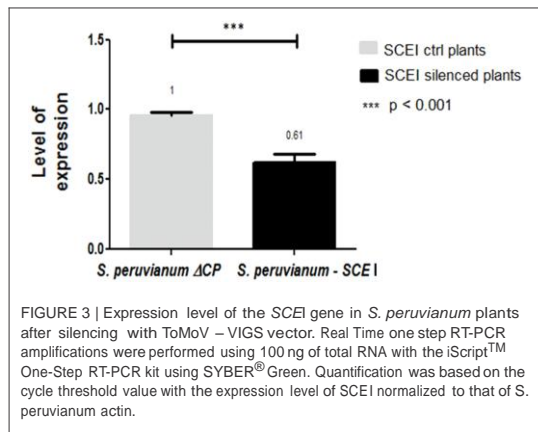 ***
1.5
SCEI ctrl plants
SCEI silenced plants
*** p < 0.001
1
1.0
0.61
Level of
expression
0.5
0.0
S. peruvianum ΔCP S. peruvianum - SCE I
FIGURE 3 | Expression level of the SCEI gene in S. peruvianum plants
after silencing with ToMoV – VIGS vector. Real Time one step RT-PCR
amplifications were performed using 100 ng of total RNA with the iScript™
One-Step RT-PCR kit using SYBER® Green. Quantification was based on the
cycle threshold value with the expression level of SCEI normalized to that of S.
peruvianum actin.